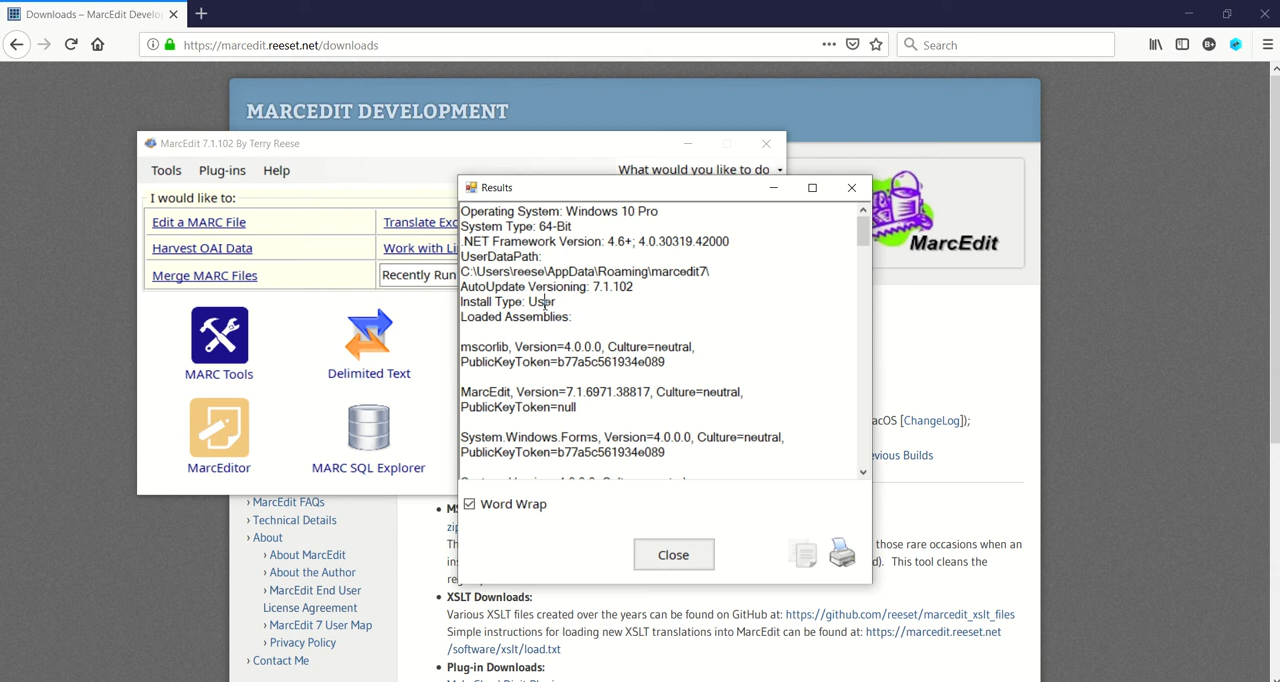 Downloads – MarcEdit Develo
https://marcedit.reeset.net/downloads
Search
MARCEDIT DEVELOPMENT
MarcEdit 7.1.102 By Terry Reese
Tools Plug-ins Help
What would you like to do
I would like to:
Edit a MARC File
Translate Exc
Harvest OAI Data
Work with Li
Merge MARC Files
Recently Run
MARC Tools
Delimited Text
MarcEditor
MARC SQL Explorer
Results
Operating System: Windows 10 Pro
System Type: 64-Bit
.NET Framework Version: 4.6+; 4.0.30319.42000
UserDataPath:
C:\Users\reese\AppData\Roaming\marcedit7\
AutoUpdate Versioning: 7.1.102
Install Type: User
Loaded Assemblies:
mscorlib, Version=4.0.0.0, Culture=neutral,
PublicKeyToken=b77a5c561934e089
MarcEdit, Version=7.1.6971.38817, Culture=neutral,
PublicKeyToken=null
System.Windows.Forms, Version=4.0.0.0, Culture=neutral,
PublicKeyToken=b77a5c561934e089
Word Wrap
Close
MarcEdit
acOS [ChangeLog]);
evious Builds
› MarcEdit FAQs
› Technical Details
› About
› About MarcEdit
› About the Author
› MarcEdit End User
License Agreement
› MarcEdit 7 User Map
› Privacy Policy
› Contact Me
those rare occasions when an
d). This tool cleans the
• XSLT Downloads:
Various XSLT files created over the years can be found on GitHub at: https://github.com/reeset/marcedit_xslt_files
Simple instructions for loading new XSLT translations into MarcEdit can be found at: https://marcedit.reeset.net
/software/xslt/load.txt
• Plug-in Downloads: